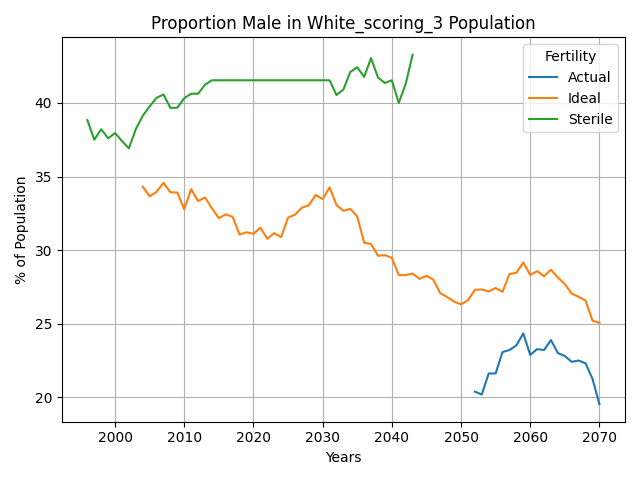 Proportion Male in White_scoring_3 Population
Fertility
Actual
Ideal
Sterile
% of Population
40
35
30
25
20
2000 2010 2020 2030 2040 2050 2060 2070
Years